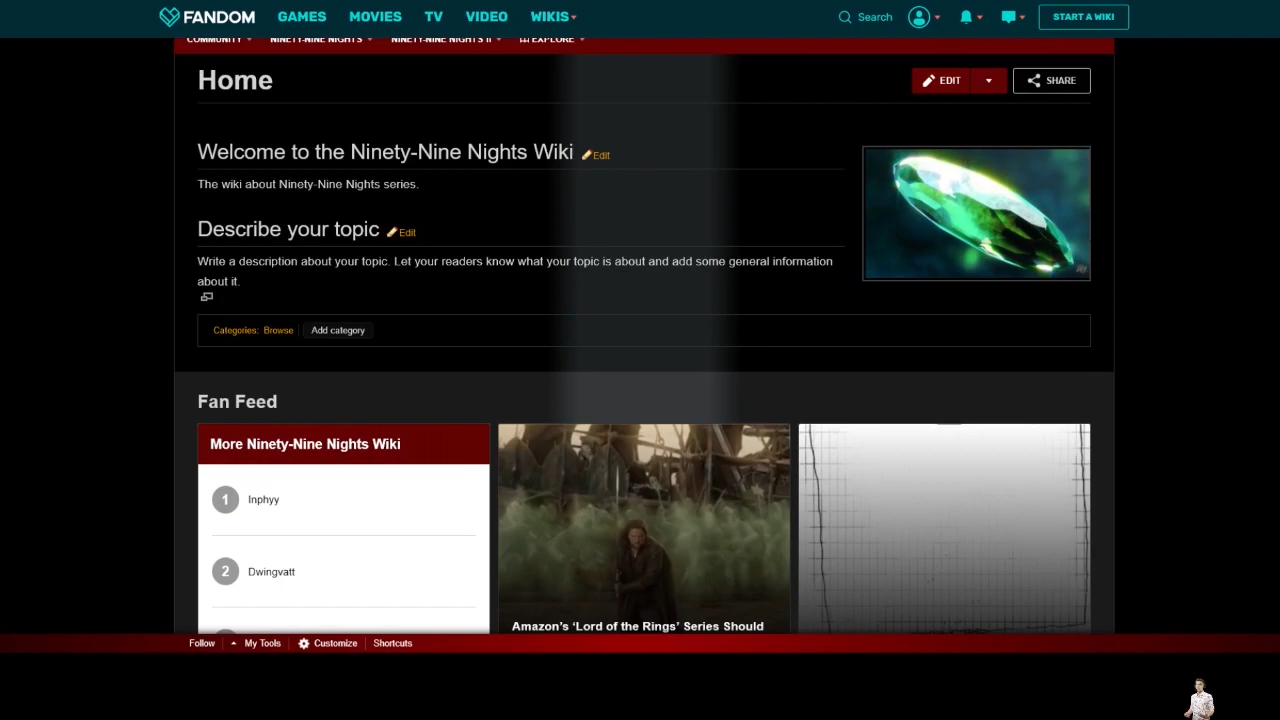 FANDOM GAMES MOVIES TV VIDEO WIKIS Search START A WIKI
COMMUNITY NINETY-NINE NIGHTS NINETY-NINE NIGHTS II EXPLORE
Home EDIT SHARE
Welcome to the Ninety-Nine Nights Wiki Edit
The wiki about Ninety-Nine Nights series.
Describe your topic Edit
Write a description about your topic. Let your readers know what your topic is about and add some general information
about it.
Categories: Browse Add category
Fan Feed
More Ninety-Nine Nights Wiki
1 Inphyy
2 Dwingvatt
Amazon's ‘Lord of the Rings’ Series Should
Follow My Tools Customize Shortcuts